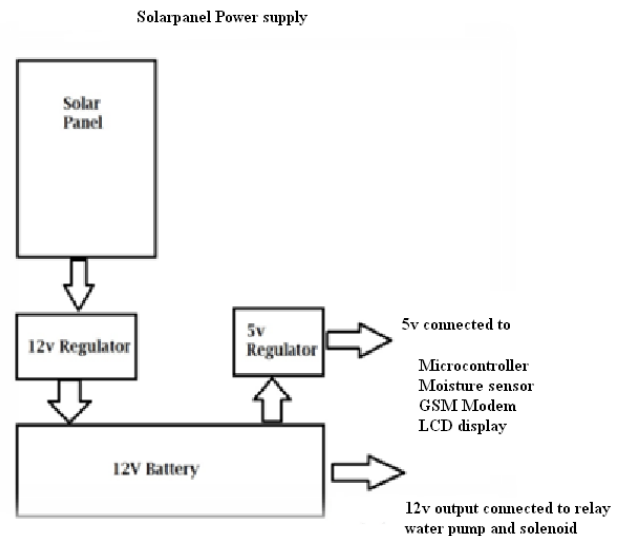 Solarpanel Power supply
Solar
Panel
12v Regulator
5v
Regulator
5v connected to
Microcontroller
Moisture sensor
GSM Modem
LCD display
12V Battery
12v output connected to relay
water pump and solenoid